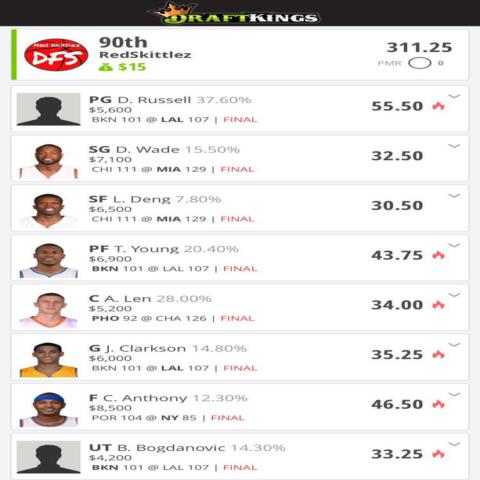 DRAFTKINGS
Red Skittlez
DFS
90th
RedSkittlez
$15
311.25
PMR 0
PG D. Russell 37.60%
$5,600
BKN 101 @ LAL 107 | FINAL
55.50
SG D. Wade 15.50%
$7,100
CHI 111 @ MIA 129 | FINAL
32.50
SF L. Deng 7.80%
$6,500
CHI 111 @ MIA 129 | FINAL
30.50
PF T. Young 20.40%
$6,900
BKN 101 @ LAL 107 | FINAL
43.75
C A. Len 28.00%
$5,200
PHO 92 @ CHA 126 | FINAL
34.00
G J. Clarkson 14.80%
$6,000
BKN 101 @ LAL 107 | FINAL
35.25
F C. Anthony 12.30%
$8,500
POR 104 @ NY 85 | FINAL
46.50
UT B. Bogdanovic 14.30%
$4,200
BKN 101 @ LAL 107 | FINAL
33.25